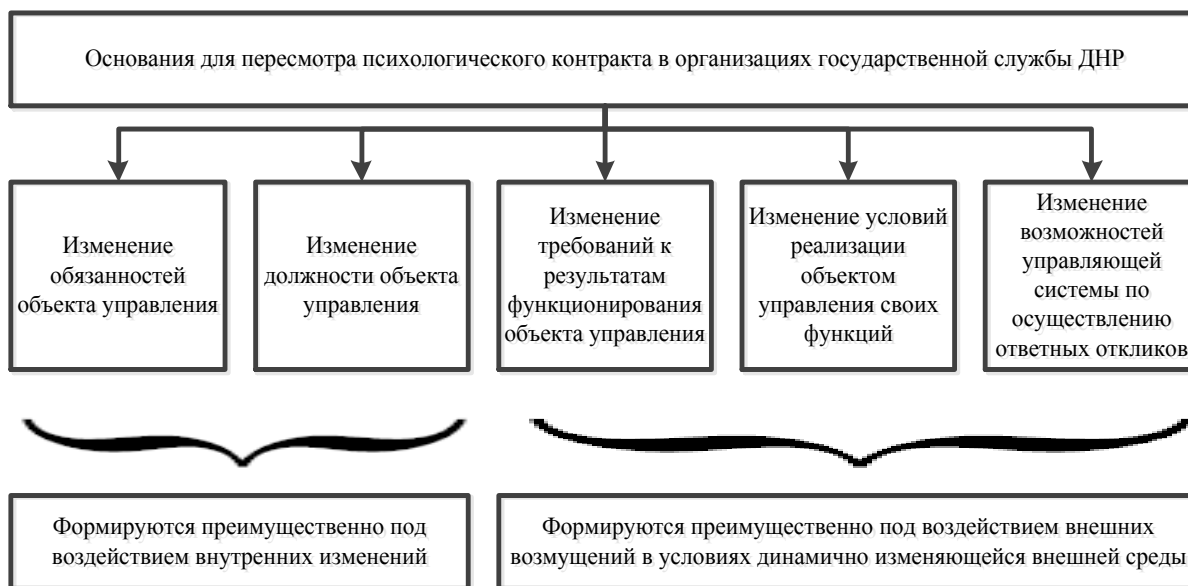 Основания для пересмотра психологического контракта в организациях государственной службы ДНР
Изменение
обязанностей
объекта управления
Изменение
должности объекта
управления
Изменение
требований к
результатам
функционирования
объекта управления
Изменение условий
реализации
объектом
управления своих
функций
Изменение
возможностей
управляющей
системы по
осуществлению
ответных откликов
Формируются преимущественно под
воздействием внутренних изменений
Формируются преимущественно под воздействием внешних
возмущений в условиях динамично изменяющейся внешней среды